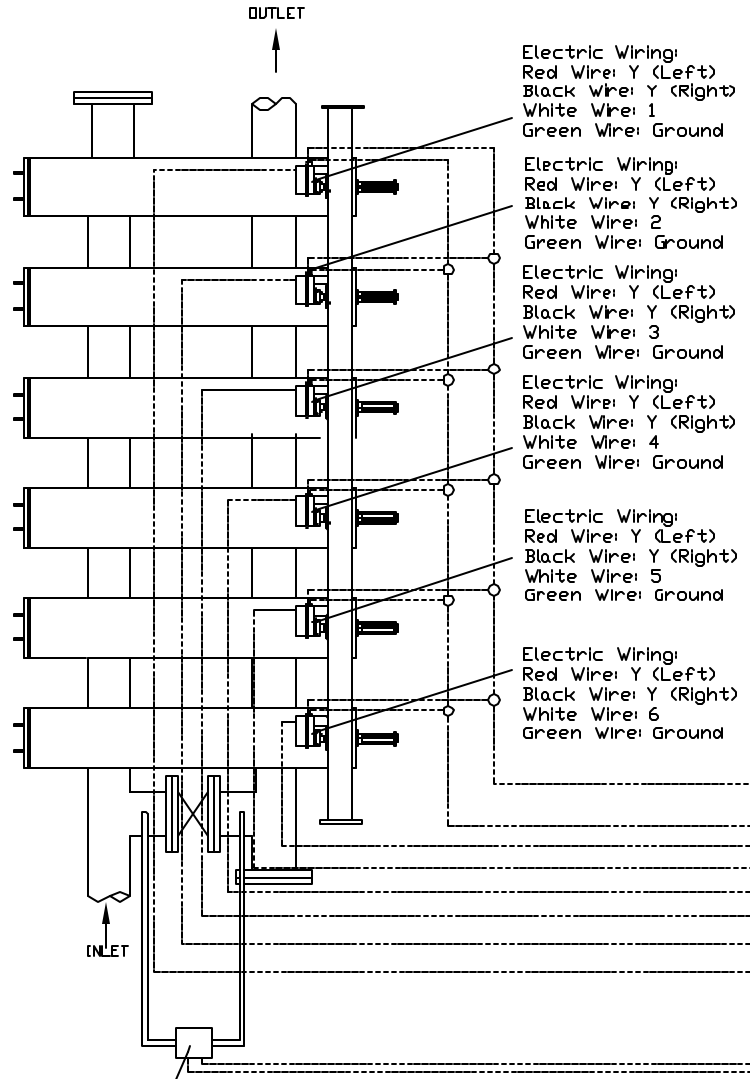 OUTLET
Electric Wiring:
Red Wire: Y (Left)
Black Wire: Y (Right)
White Wire: 1
Green Wire: Ground
Electric Wiring:
Red Wire: Y (Left)
Black Wire: Y (Right)
White Wire: 2
Green Wire: Ground
Electric Wiring:
Red Wire: Y (Left)
Black Wire: Y (Right)
White Wire: 3
Green Wire: Ground
Electric Wiring:
Red Wire: Y (Left)
Black Wire: Y (Right)
White Wire: 4
Green Wire: Ground
Electric Wiring:
Red Wire: Y (Left)
Black Wire: Y (Right)
White Wire: 5
Green Wire: Ground
Electric Wiring:
Red Wire: Y (Left)
Black Wire: Y (Right)
White Wire: 6
Green Wire: Ground
INLET